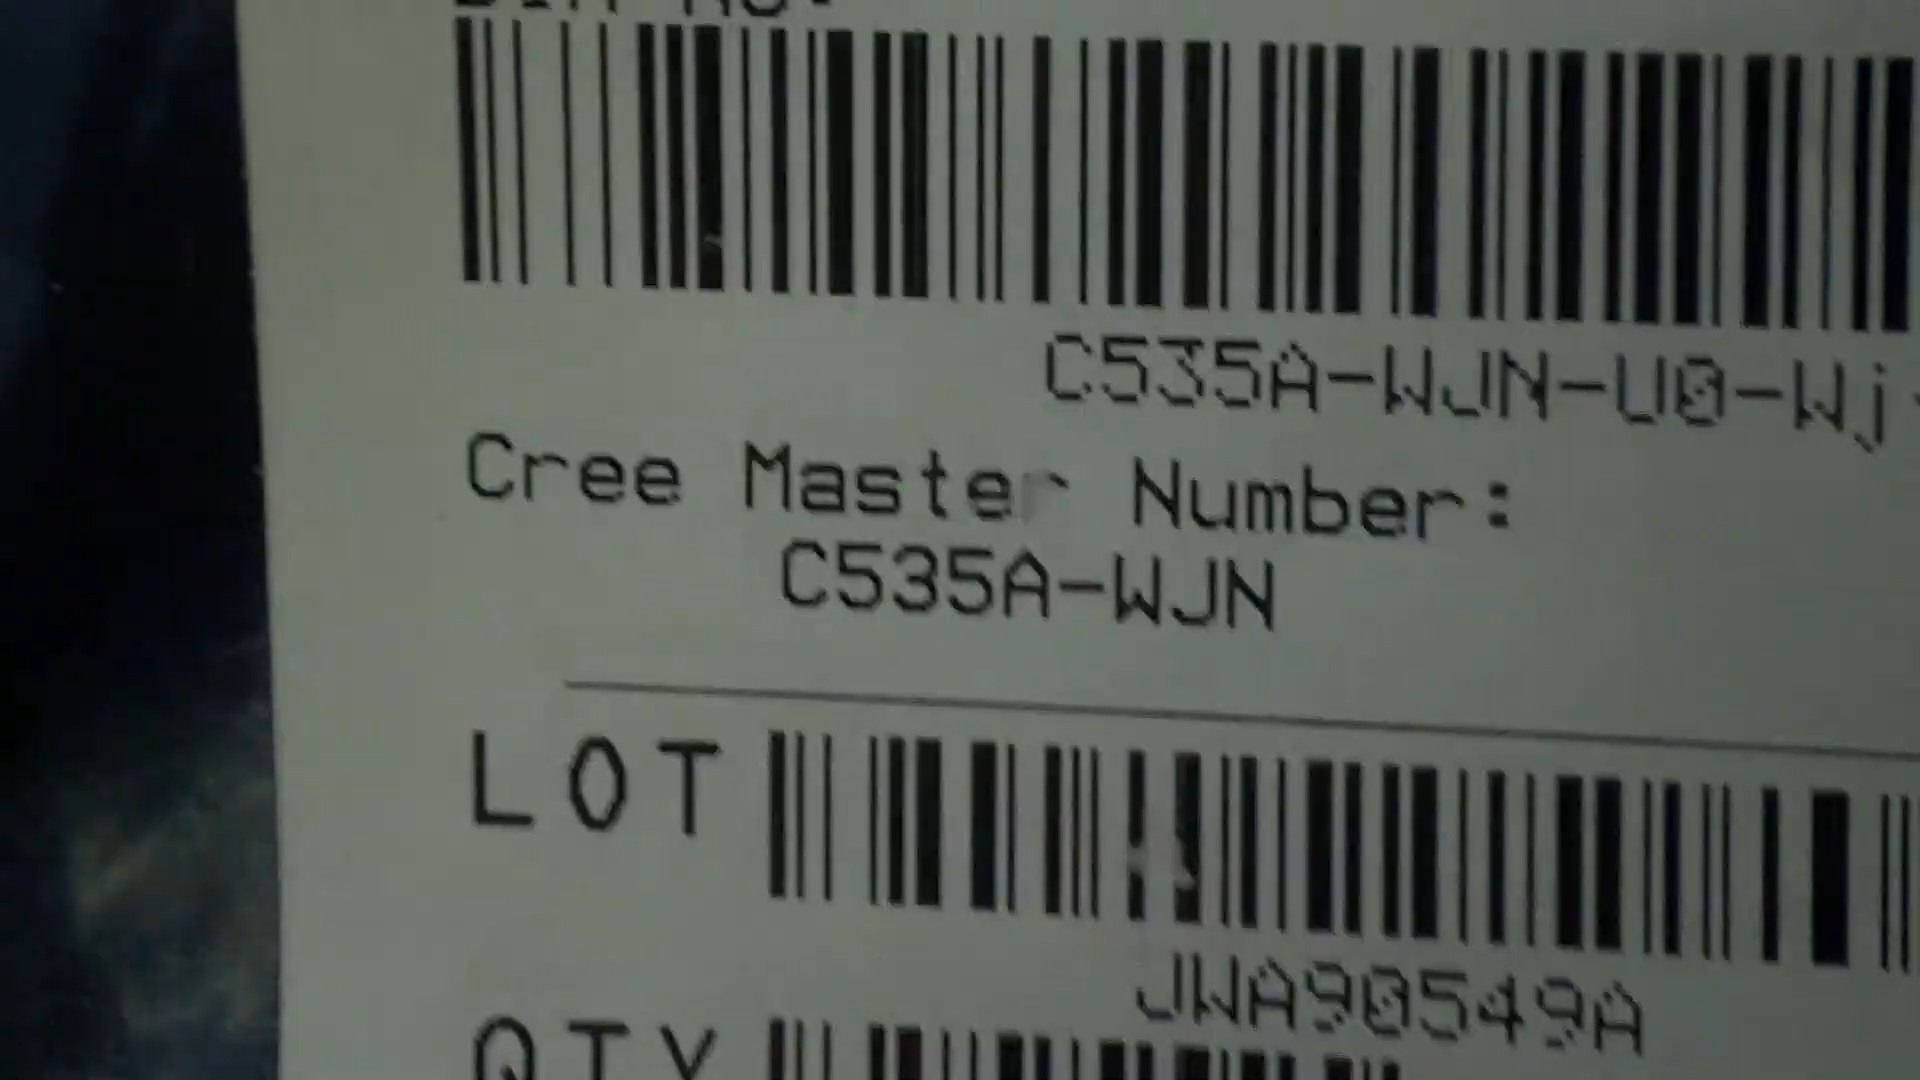 C535A-WJN-U0-Wj
Cree Master Number:
C535A-WJN
LOT
JWA90549A
QTY